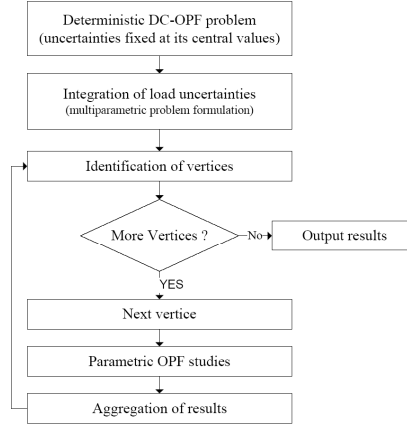 Deterministic DC-OPF problem
(uncertainties fixed at its central values)
Integration of load uncertainties
(multiparametric problem formulation)
Identification of vertices
More Vertices ?
No
Output results
YES
Next vertice
Parametric OPF studies
Aggregation of results